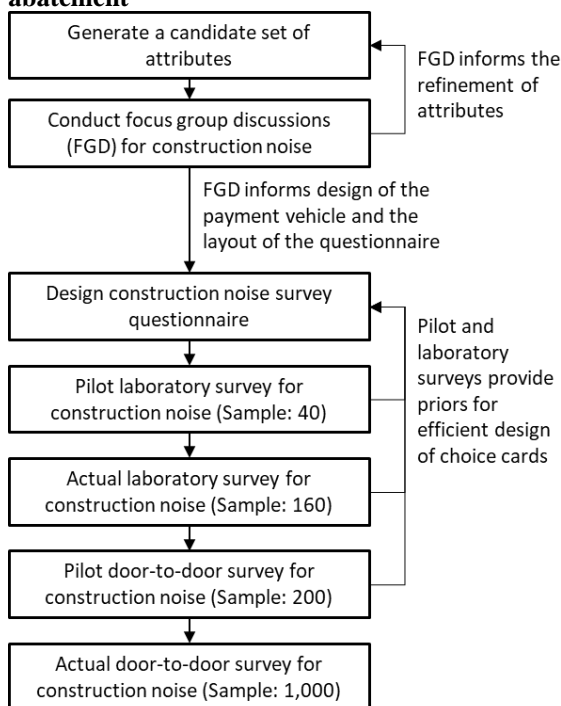 abatement
Generate a candidate set of
attributes
FGD informs the
refinement of
attributes
Conduct focus group discussions
(FGD) for construction noise
FGD informs design of the
payment vehicle and the
layout of the questionnaire
Design construction noise survey
questionnaire
Pilot and
laboratory
surveys provide
priors for
efficient design
of choice cards
Pilot laboratory survey for
construction noise (Sample: 40)
Actual laboratory survey for
construction noise (Sample: 160)
Pilot door-to-door survey for
construction noise (Sample: 200)
Actual door-to-door survey for
construction noise (Sample: 1,000)